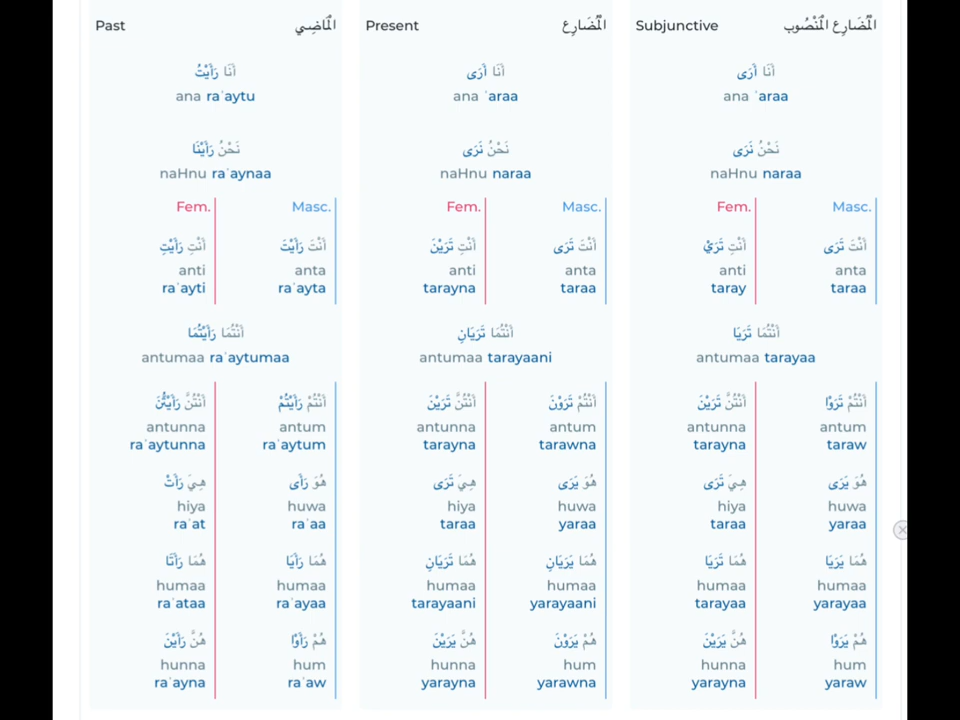 Past الْمَاضِي
أَنَا رَأَيْتُ
ana raʾaytu
نَحْنُ رَأَيْنَا
naHnu raʾaynaa
Fem. Masc.
أَنْتِ رَأَيْتِ أَنْتَ رَأَيْتَ
anti anta
raʾayti raʾayta
أَنْتُمَا رَأَيْتُمَا
antumaa raʾaytumaa
أَنْتُنَّ رَأَيْتُنَّ أَنْتُمْ رَأَيْتُمْ
antunna antum
raʾaytunna raʾaytum
هِيَ رَأَتْ هُوَ رَأَى
hiya huwa
raʾat raʾaa
هُمَا رَأَتَا هُمَا رَأَيَا
humaa humaa
raʾataa raʾayaa
هُنَّ رَأَيْنَ هُمْ رَأَوْا
hunna hum
raʾayna raʾaw
Present الْمُضَارِع
أَنَا أَرَى
ana ʾaraa
نَحْنُ نَرَى
naHnu naraa
Fem. Masc.
أَنْتِ تَرَيْنَ أَنْتَ تَرَى
anti anta
tarayna taraa
أَنْتُمَا تَرَيَانِ
antumaa tarayaani
أَنْتُنَّ تَرَيْنَ أَنْتُمْ تَرَوْنَ
antunna antum
tarayna tarawna
هِيَ تَرَى هُوَ يَرَى
hiya huwa
taraa yaraa
هُمَا تَرَيَانِ هُمَا يَرَيَانِ
humaa humaa
tarayaani yarayaani
هُنَّ يَرَيْنَ هُمْ يَرَوْنَ
hunna hum
yarayna yarawna
Subjunctive الْمُضَارِع الْمَنْصُوب
أَنَا أَرَى
ana ʾaraa
نَحْنُ نَرَى
naHnu naraa
Fem. Masc.
أَنْتِ تَرَيْ أَنْتَ تَرَى
anti anta
taray taraa
أَنْتُمَا تَرَيَا
antumaa tarayaa
أَنْتُنَّ تَرَيْنَ أَنْتُمْ تَرَوْا
antunna antum
tarayna taraw
هِيَ تَرَى هُوَ يَرَى
hiya huwa
taraa yaraa
هُمَا تَرَيَا هُمَا يَرَيَا
humaa humaa
tarayaa yarayaa
هُنَّ يَرَيْنَ هُمْ يَرَوْا
hunna hum
yarayna yaraw